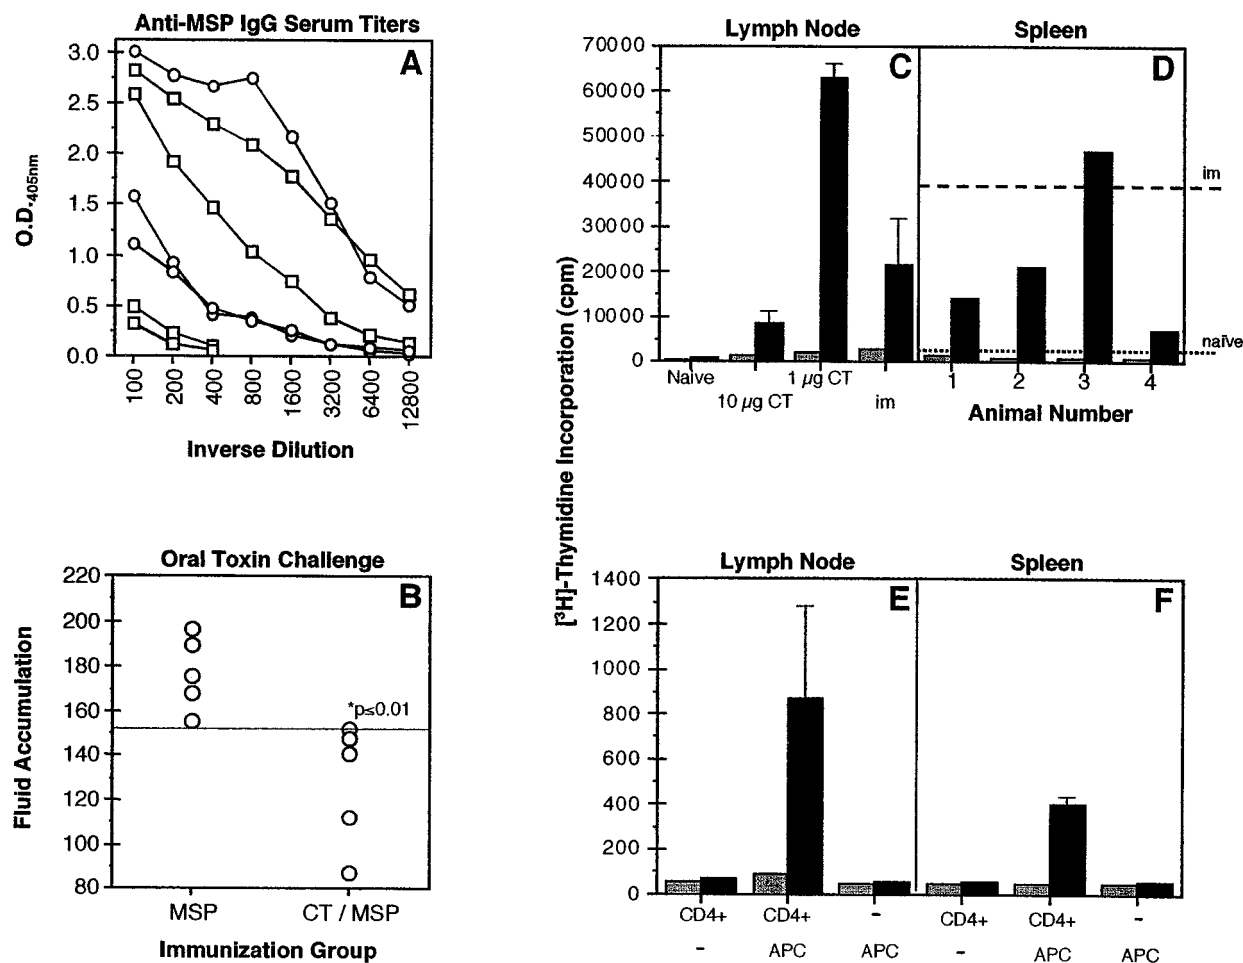 Anti-MSP IgG Serum Titers
A
3.0
2.5
2.0
1.5
1.0
0.5
0.0
O.D.405nm
100
200
400
800
1600
3200
6400
12800
Inverse Dilution
Oral Toxin Challenge
B
220
200
180
160
140
120
100
80
Fluid Accumulation
*p≤0.01
MSP
CT / MSP
Immunization Group
[³H]-Thymidine Incorporation (cpm)
Lymph Node
Spleen
C
D
70000
60000
50000
40000
30000
20000
10000
0
im
naïve
Naive
10 µg CT
1 µg CT
im
1
2
3
4
Animal Number
Lymph Node
Spleen
E
F
1400
1200
1000
800
600
400
200
0
CD4+ CD4+ - CD4+ CD4+ -
- APC APC - APC APC